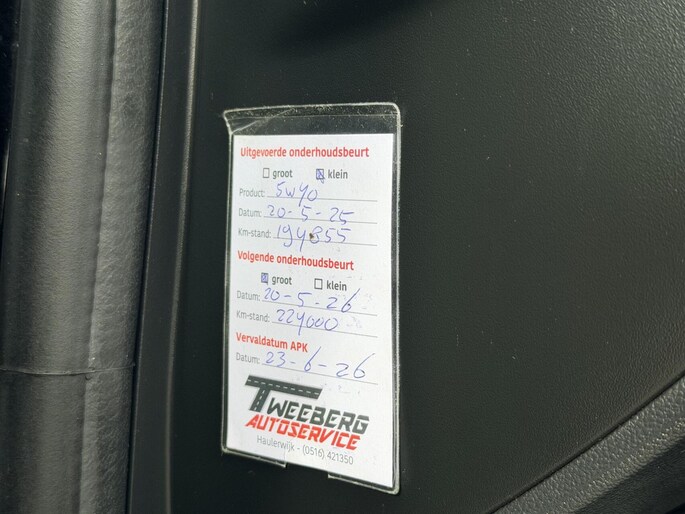 Uitgevoerde onderhoudsbeurt
groot klein
Product: 5w40
Datum: 20-5-25
Km-stand: 194855
Volgende onderhoudsbeurt
groot klein
Datum: 20-5-26
Km-stand: 224000
Vervaldatum APK
Datum: 23-6-26
TWEEBERG
AUTOSERVICE
Haulerwijk - (0516) 421350